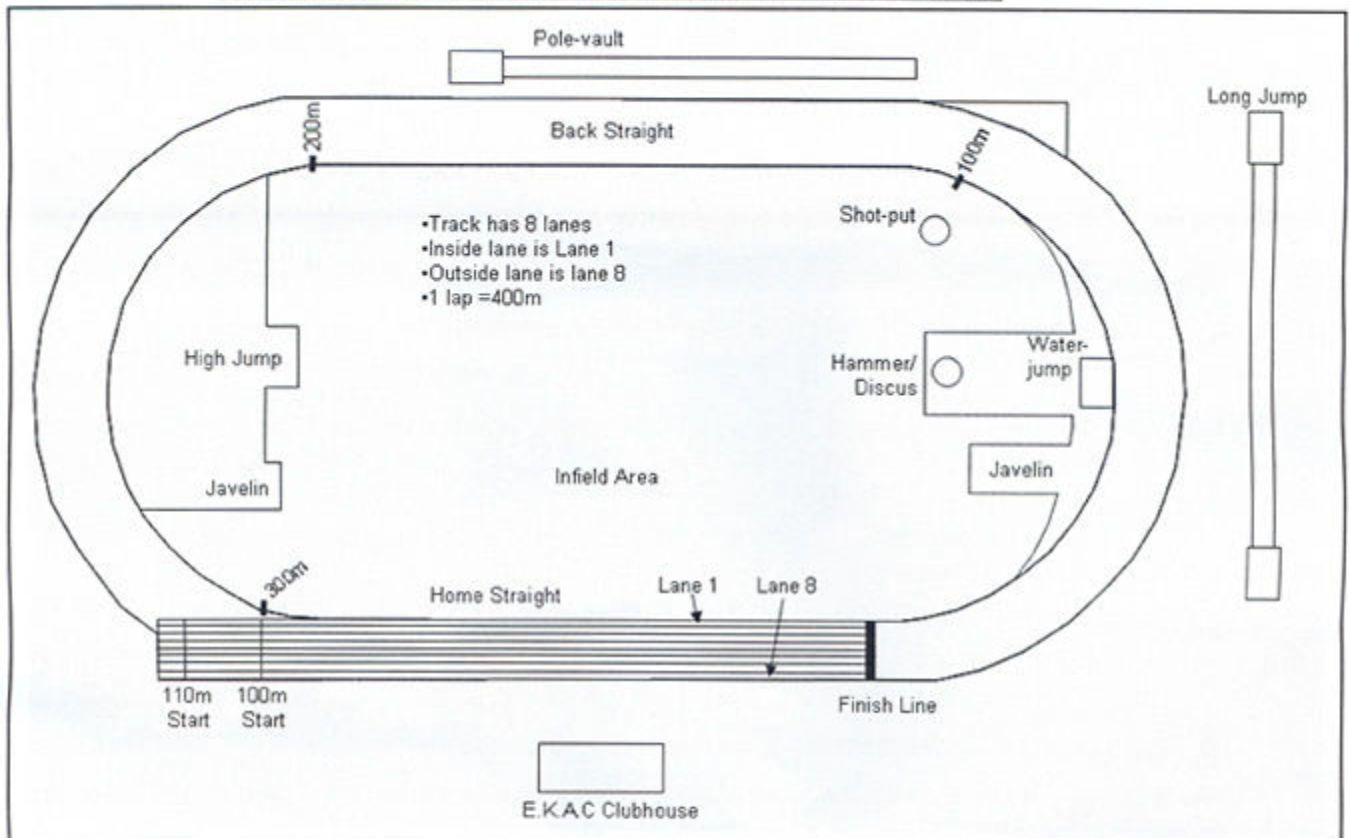 Pole-vault
Long Jump
200m
Back Straight
100m
•Track has 8 lanes
•Inside lane is Lane 1
•Outside lane is lane 8
•1 lap =400m
Shot-put
High Jump
Hammer/
Discus
Water-
jump
Javelin
Infield Area
Javelin
300m
Home Straight
Lane 1
Lane 8
110m
Start
100m
Start
Finish Line
E.K.A.C Clubhouse